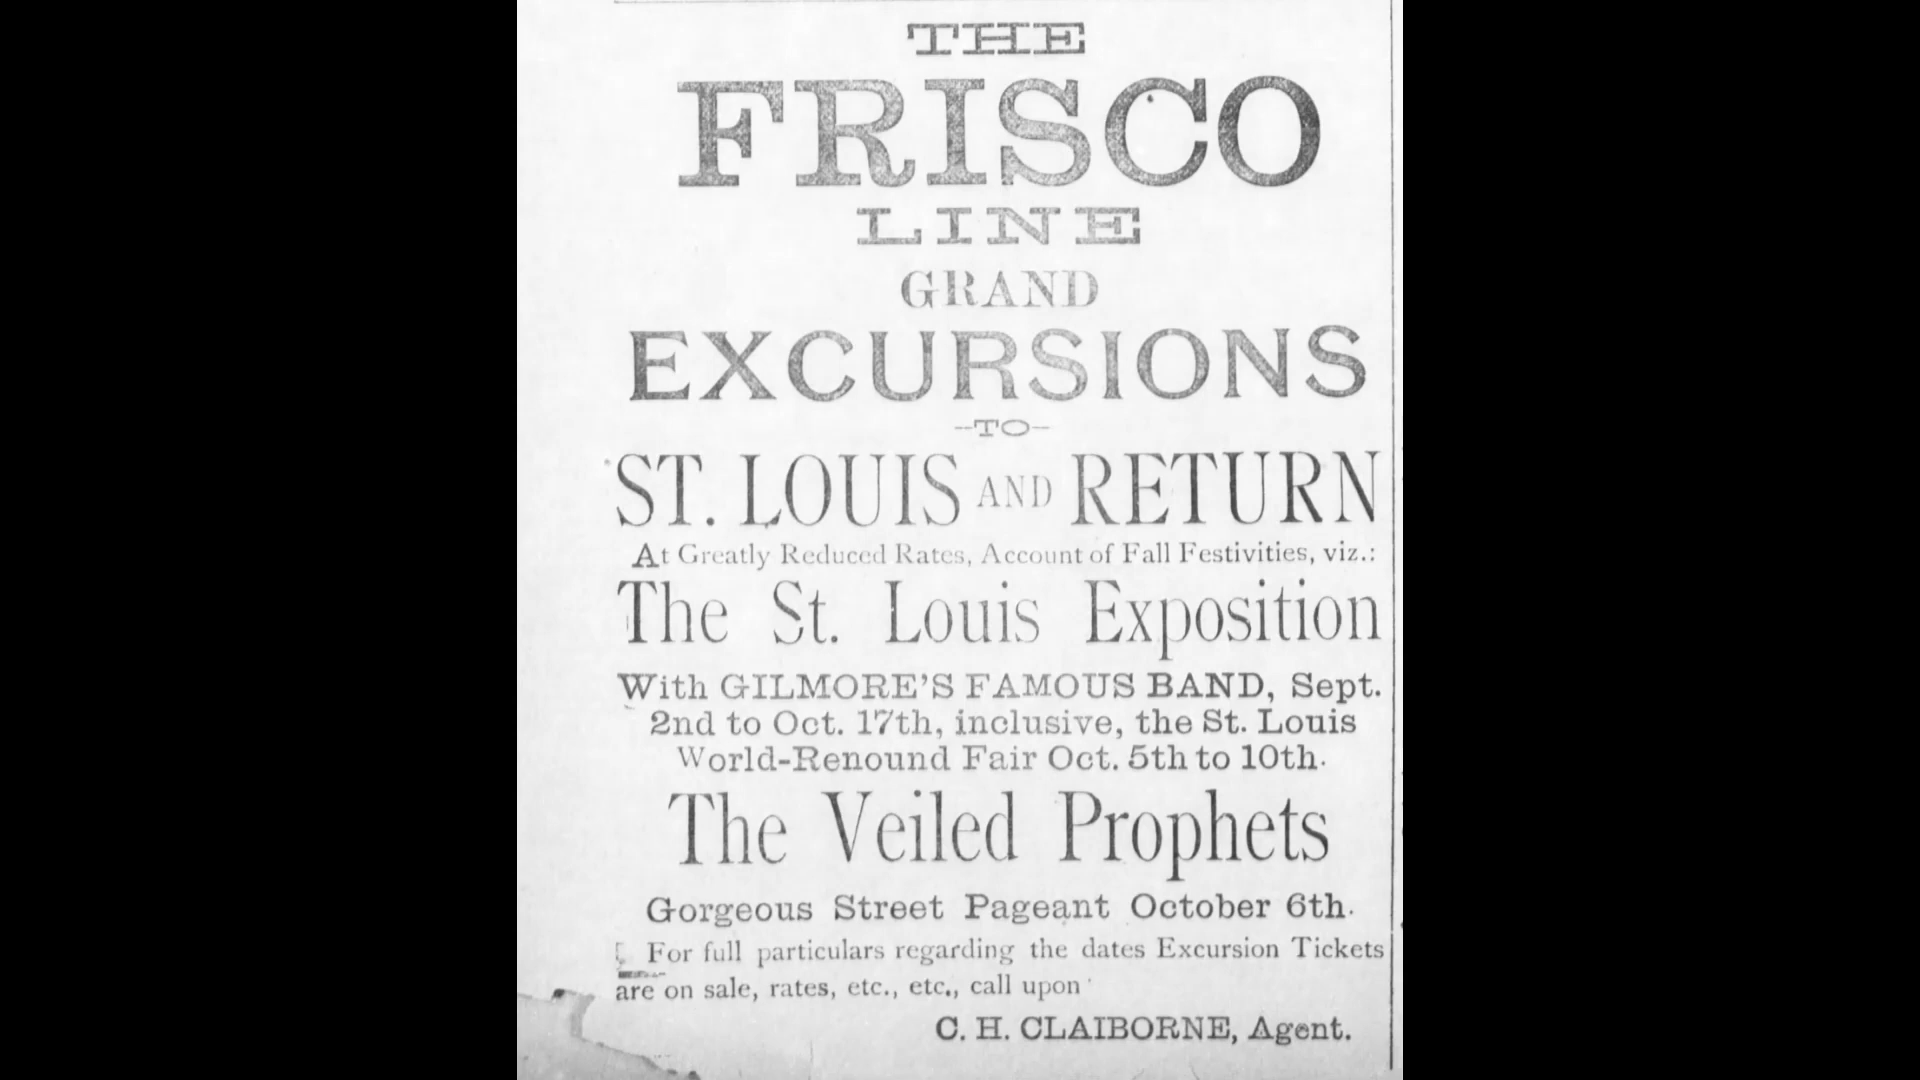 THE
FRISCO
LINE
GRAND
EXCURSIONS
-TO-
ST. LOUIS AND RETURN
At Greatly Reduced Rates, Account of Fall Festivities, viz.:
The St. Louis Exposition
With GILMORE'S FAMOUS BAND, Sept.
2nd to Oct. 17th, inclusive, the St. Louis
World-Renound Fair Oct. 5th to 10th.
The Veiled Prophets
Gorgeous Street Pageant October 6th.
For full particulars regarding the dates Excursion Tickets
are on sale, rates, etc., etc., call upon
C. H. CLAIBORNE, Agent.